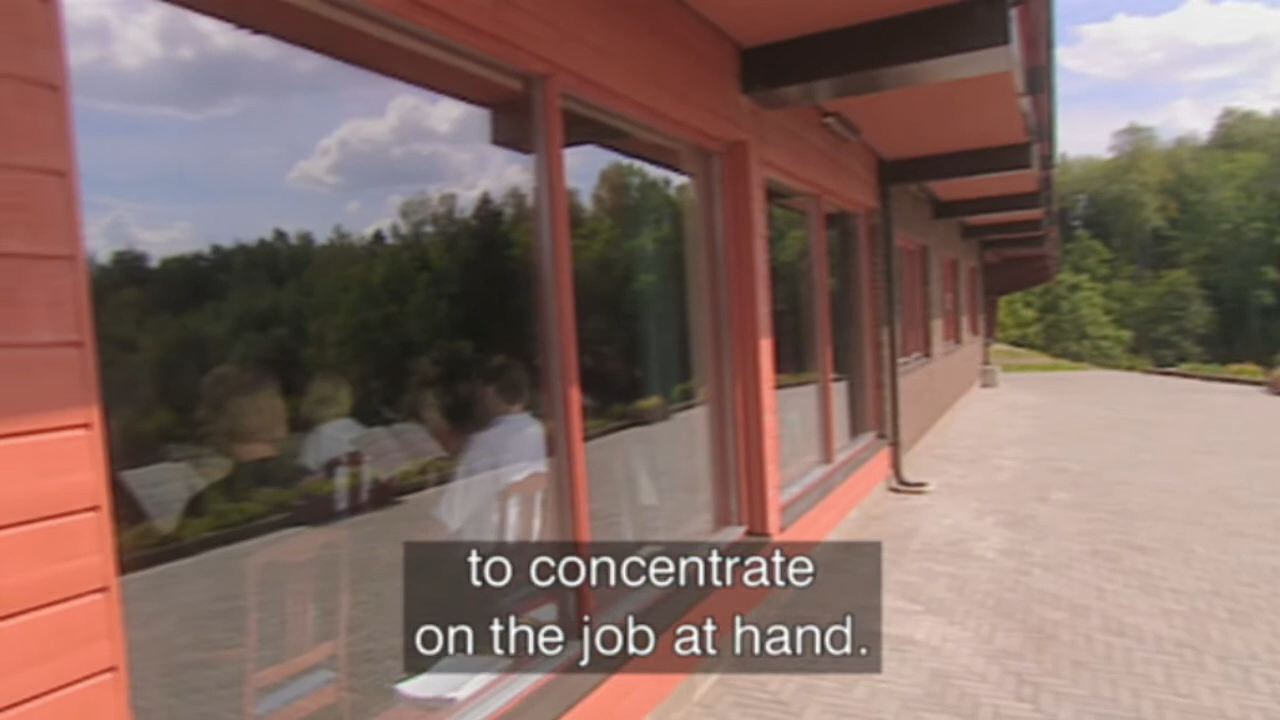 to concentrate
on the job at hand.